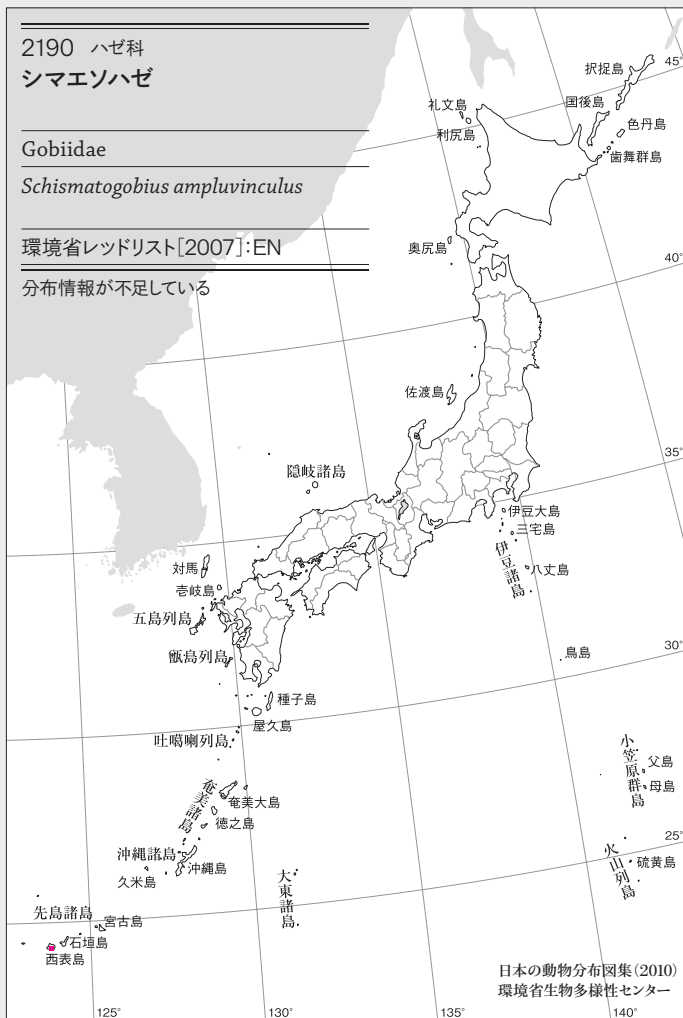 2190 ハゼ科
シマエソハゼ
Gobiidae
Schismatogobius ampluvinculus
環境省レッドリスト[2007]:EN
分布情報が不足している
45°
択捉島
国後島
色丹島
歯舞群島
礼文島
利尻島
奥尻島
40°
佐渡島
35°
隠岐諸島
伊豆大島
三宅島
伊豆諸島
八丈島
対馬
壱岐島
五島列島
甑島列島
鳥島
30°
種子島
屋久島
吐噶喇列島
小笠原群島
父島
母島
奄美諸島
奄美大島
徳之島
25°
沖縄諸島
沖縄島
久米島
火山列島
硫黄島
大東諸島
先島諸島
宮古島
石垣島
西表島
日本の動物分布図集(2010)
環境省生物多様性センター
125°
130°
135°
140°